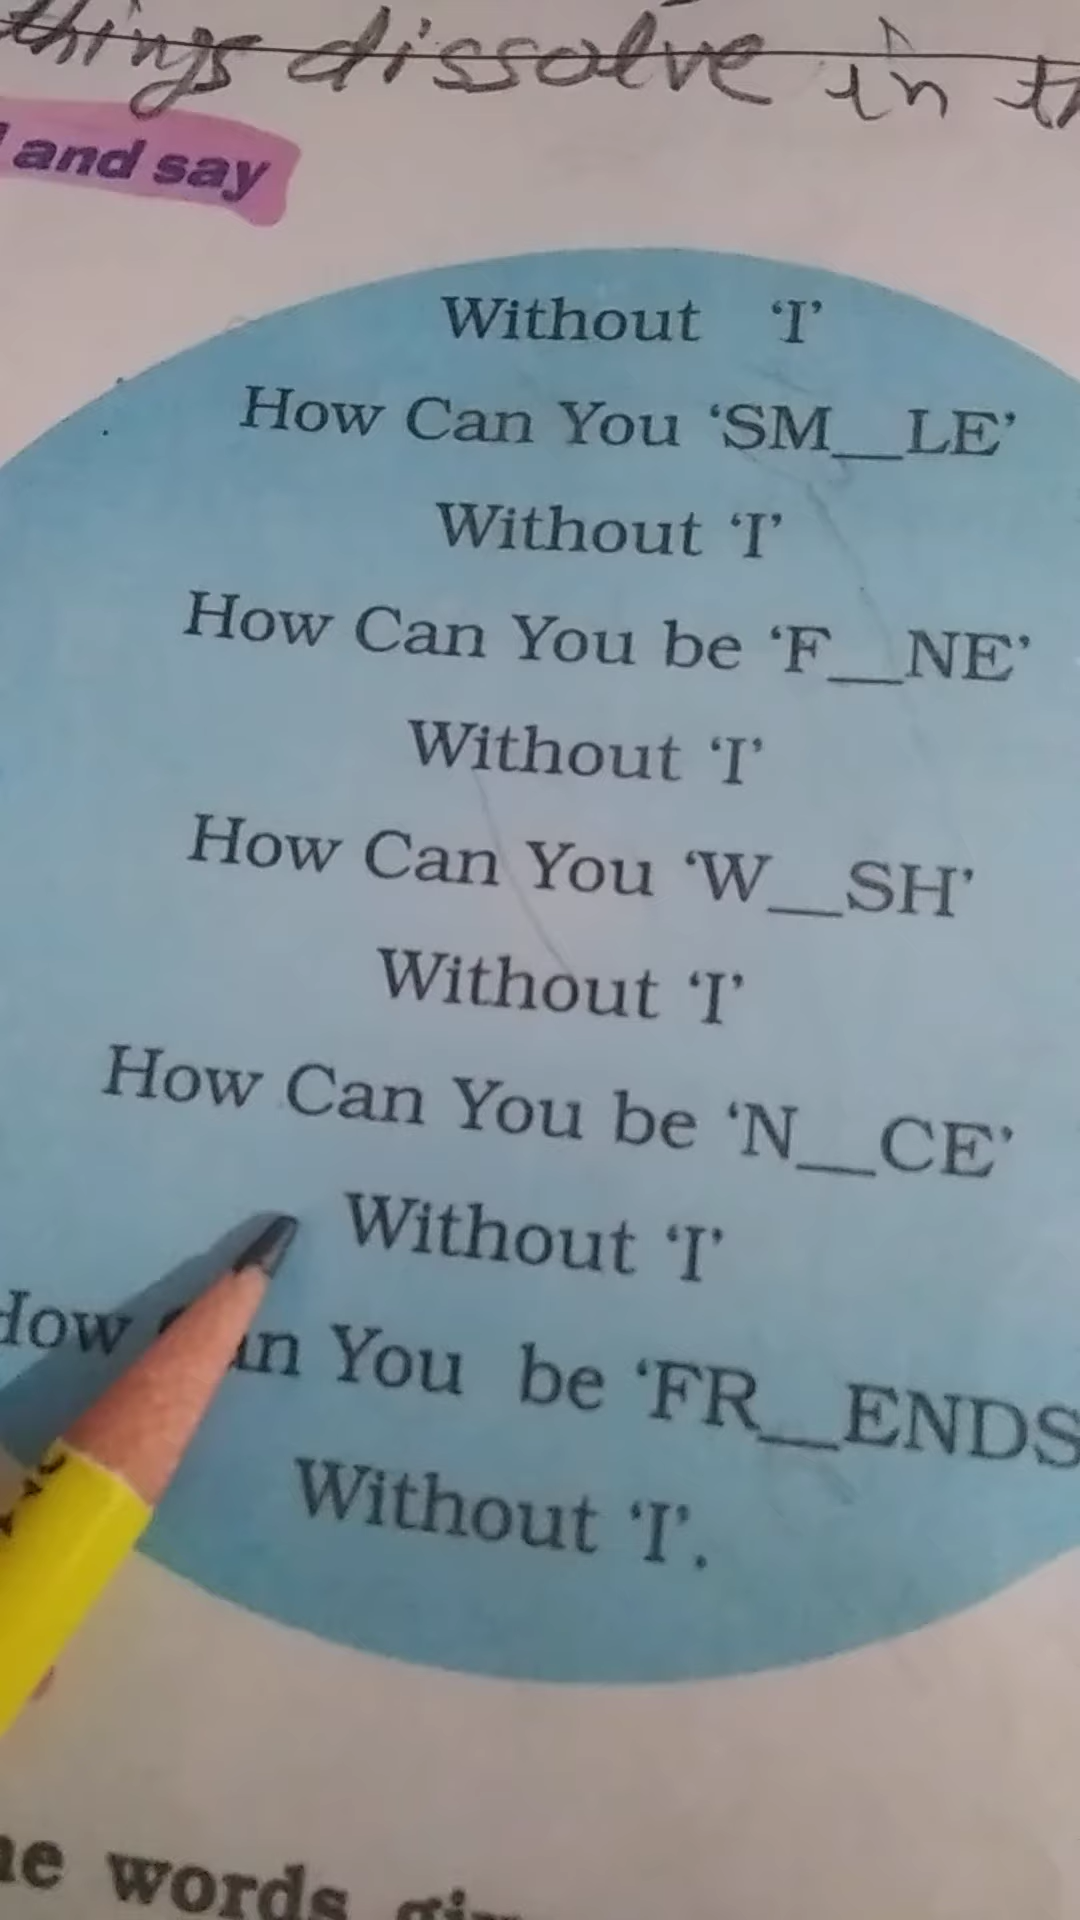 things dissolve in
and say
Without 'I'
How Can You 'SM__LE'
Without 'I'
How Can You be 'F__NE'
Without 'I'
How Can You 'W__SH'
Without 'I'
How Can You be 'N__CE'
Without 'I'
You be 'FR__ENDS
Without 'I'.
words